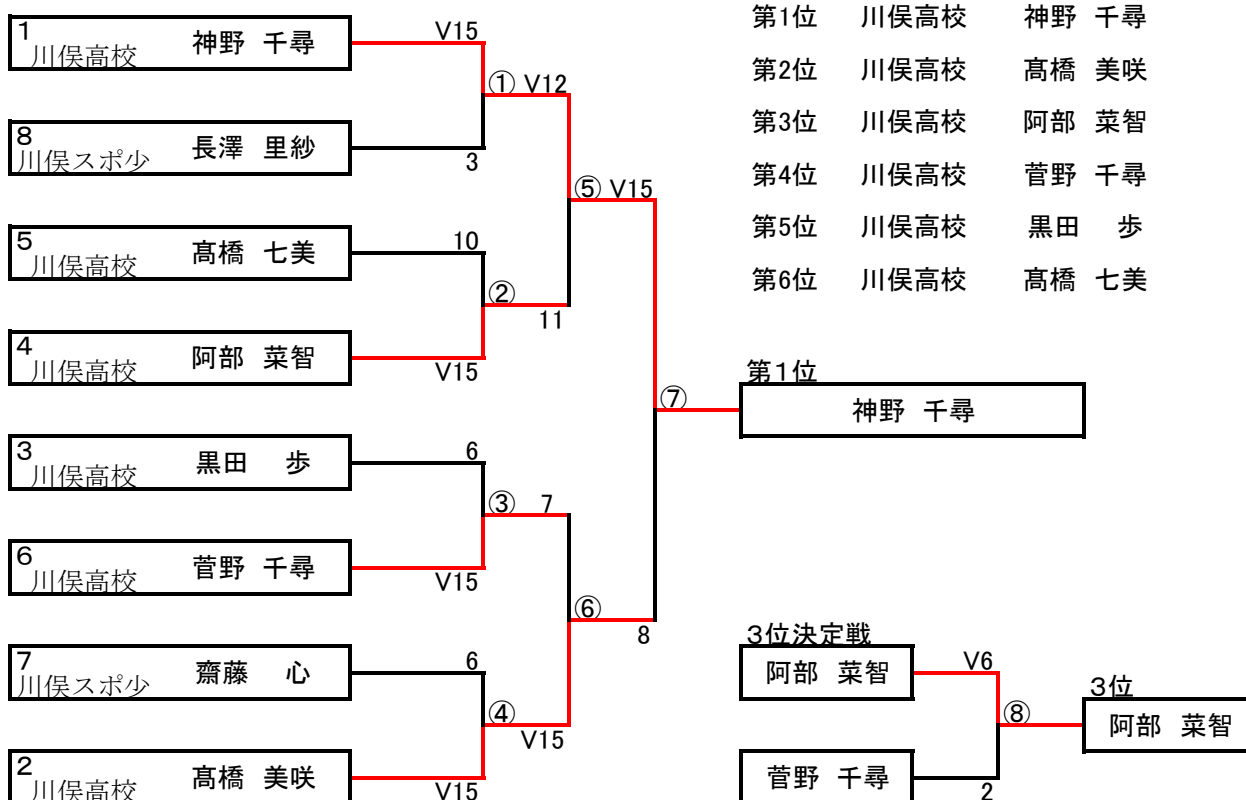 1 川俣高校 神野 千尋
V15
① V12
8 川俣スポ少 長澤 里紗
3
⑤ V15
5 川俣高校 髙橋 七美
10
②
11
4 川俣高校 阿部 菜智
V15
⑦
3 川俣高校 黒田 歩
6
③ 7
6 川俣高校 菅野 千尋
V15
⑥
8
7 川俣スポ少 齋藤 心
6
④
V15
2 川俣高校 髙橋 美咲
V15
第1位 川俣高校 神野 千尋
第2位 川俣高校 髙橋 美咲
第3位 川俣高校 阿部 菜智
第4位 川俣高校 菅野 千尋
第5位 川俣高校 黒田 歩
第6位 川俣高校 髙橋 七美
第１位
神野 千尋
3位決定戦
阿部 菜智
V6
⑧
菅野 千尋
2
3位
阿部 菜智